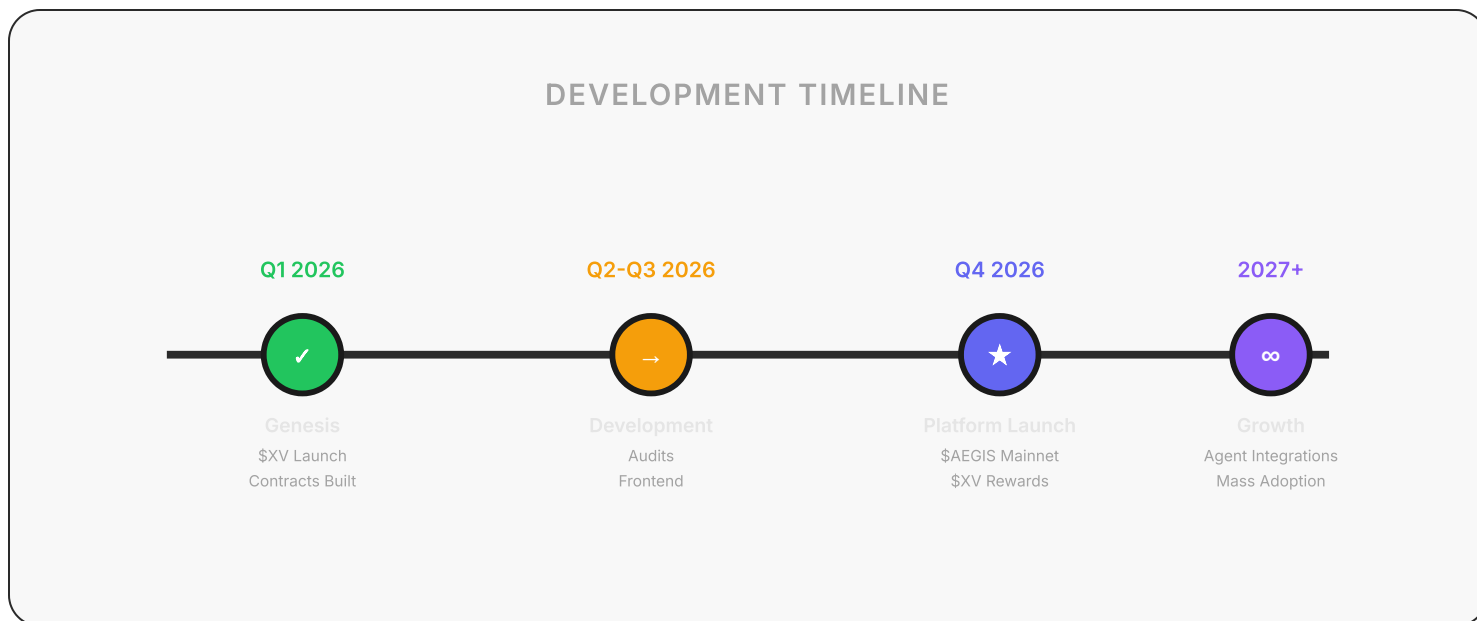 DEVELOPMENT TIMELINE
Q1 2026
Q2-Q3 2026
Q4 2026
2027+
✓
→
★
∞
Genesis
Development
Platform Launch
Growth
$XV Launch
Audits
$AEGIS Mainnet
Agent Integrations
Contracts Built
Frontend
$XV Rewards
Mass Adoption